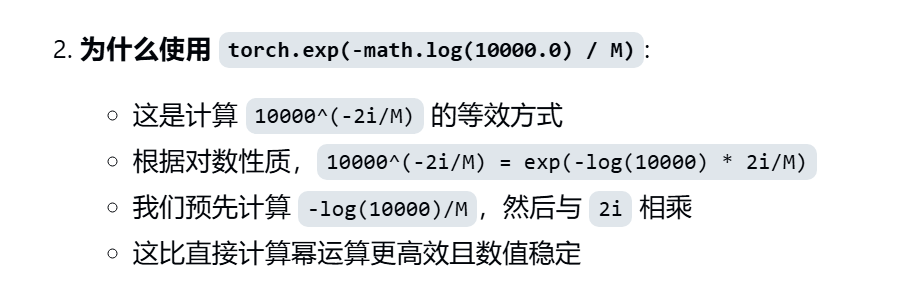 2. 为什么使用 torch.exp(-math.log(10000.0) / M):
○ 这是计算 10000^(-2i/M) 的等效方式
○ 根据对数性质，10000^(-2i/M) = exp(-log(10000) * 2i/M)
○ 我们预先计算 -log(10000)/M，然后与 2i 相乘
○ 这比直接计算幂运算更高效且数值稳定